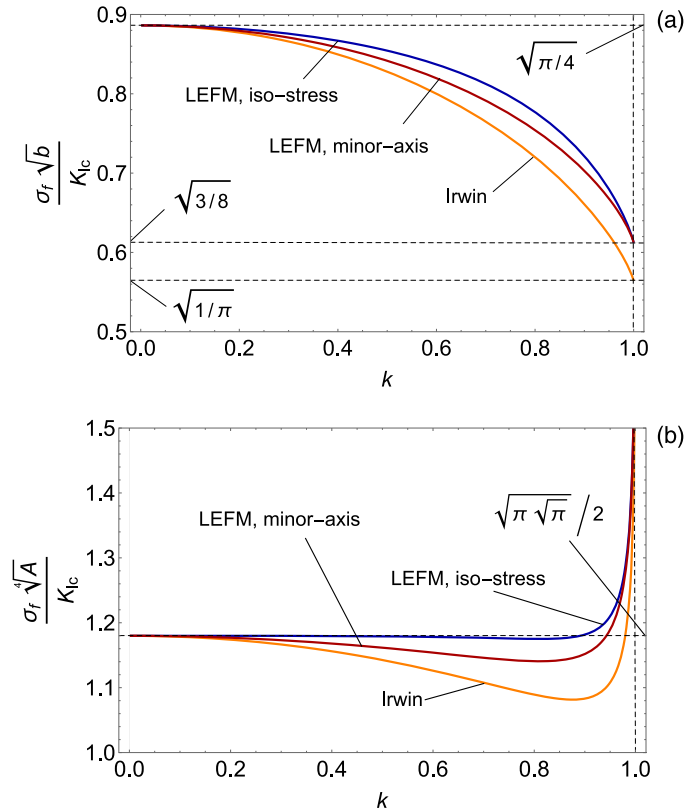 (a)
0.9
0.8
0.7
0.6
0.5
σf √b / KIc
√π/4
LEFM, iso−stress
LEFM, minor−axis
Irwin
√3/8
√1/π
0.0 0.2 0.4 0.6 0.8 1.0
k
(b)
1.5
1.4
1.3
1.2
1.1
1.0
σf ∜A / KIc
√π √π / 2
LEFM, minor−axis
LEFM, iso−stress
Irwin
0.0 0.2 0.4 0.6 0.8 1.0
k